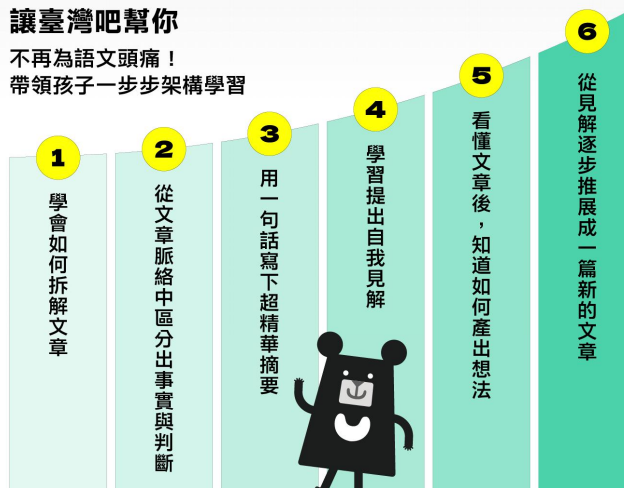 讓臺灣吧幫你
不再為語文頭痛！
帶領孩子一步步架構學習
1
學會如何拆解文章
2
從文章脈絡中區分出事實與判斷
3
用一句話寫下超精華摘要
4
學習提出自我見解
5
看懂文章後，知道如何產出想法
6
從見解逐步推展成一篇新的文章